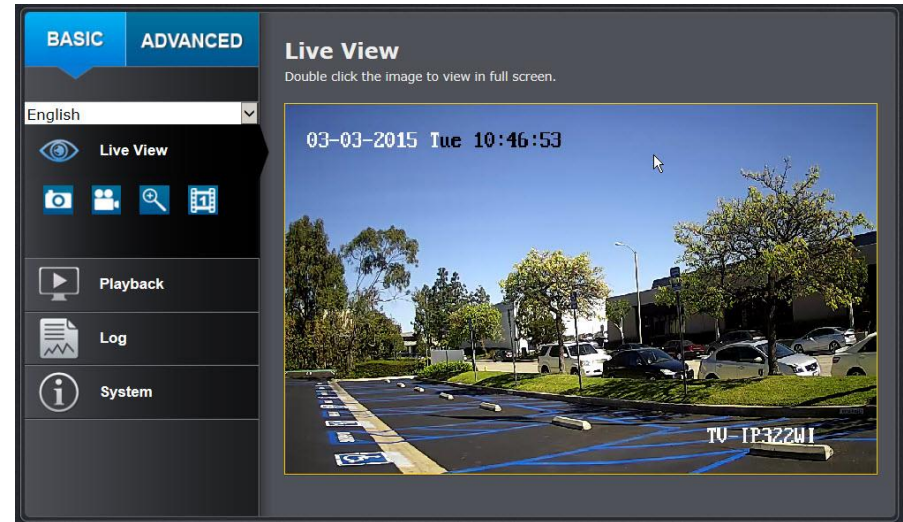 BASIC
ADVANCED
English
Live View
Playback
Log
System
Live View
Double click the image to view in full screen.
03-03-2015 Tue 10:46:53
TV-IP322WI
1